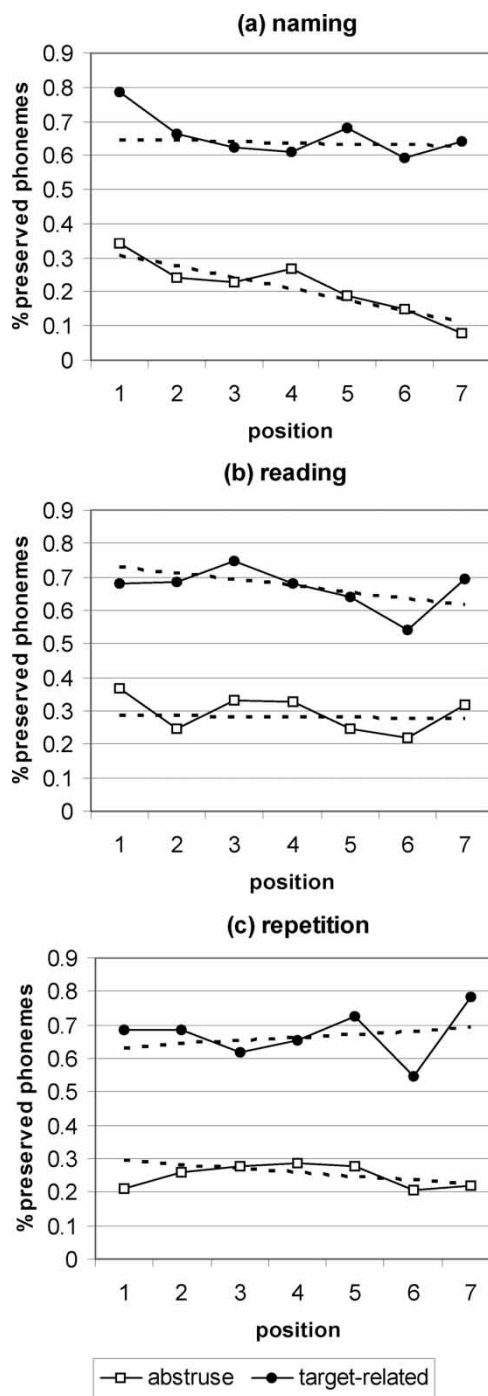 (a) naming
%preserved phonemes
0.9
0.8
0.7
0.6
0.5
0.4
0.3
0.2
0.1
0
1 2 3 4 5 6 7
position
(b) reading
%preserved phonemes
0.9
0.8
0.7
0.6
0.5
0.4
0.3
0.2
0.1
0
1 2 3 4 5 6 7
position
(c) repetition
%preserved phonemes
0.9
0.8
0.7
0.6
0.5
0.4
0.3
0.2
0.1
0
1 2 3 4 5 6 7
position
abstruse target-related